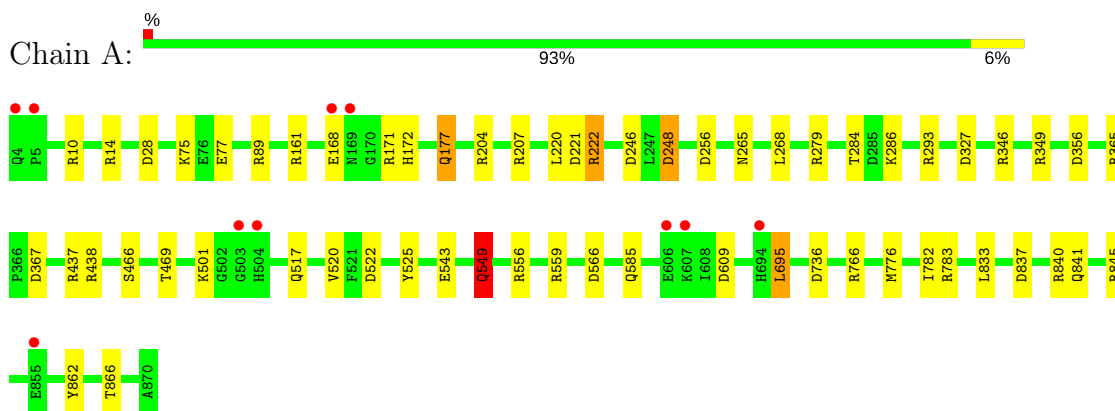 %
Chain A:
93% 6%
Q4 P5 R10 R14 D28 K75 E76 E77 R89 R161 E168 N169 G170 R171 H172 Q177 R204 R207 L220 D221 R222 D246 L247 D248 D256 N265 L268 R279 T284 D285 K286 R293 D327 R346 R349 D356 R365
P366 D367 R437 R438 S466 T469 K501 G502 G503 H504 Q517 V520 F521 D522 Y525 E543 Q549 R556 R559 D566 Q585 E606 K607 I608 D609 H694 L695 D736 R766 M776 I782 R783 L833 D837 R840 Q841
E855 Y862 T866 A870